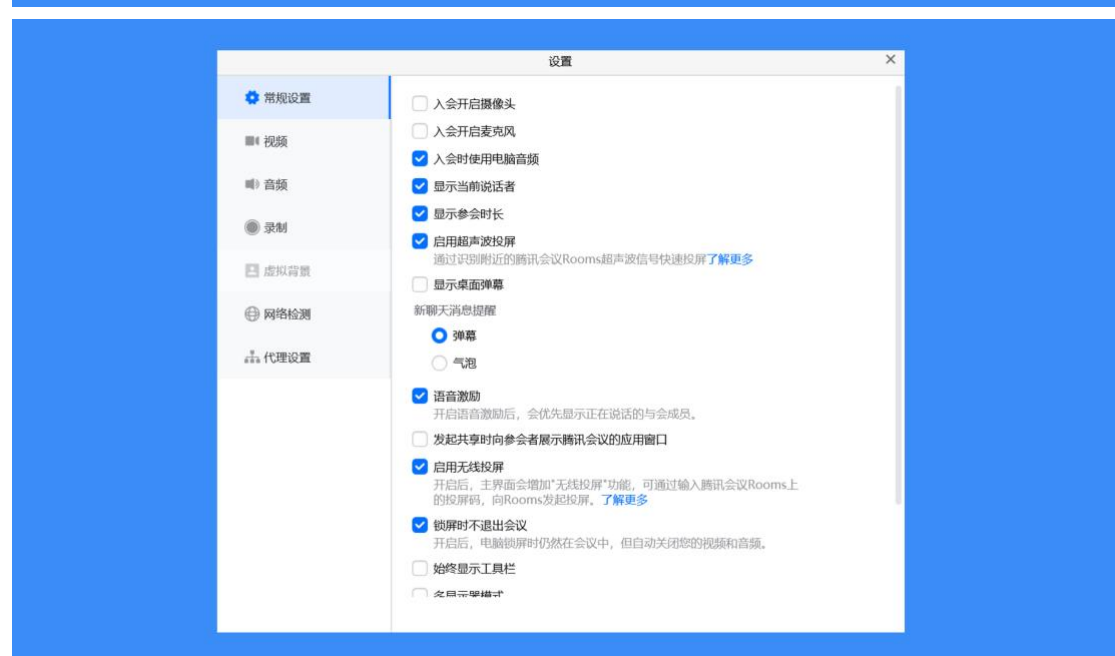 设置
常规设置
视频
音频
录制
虚拟背景
网络检测
代理设置
入会开启摄像头
入会开启麦克风
入会时使用电脑音频
显示当前说话者
显示参会时长
启用超声波投屏
通过识别附近的腾讯会议Rooms超声波信号快速投屏了解更多
显示桌面弹幕
新聊天消息提醒
弹幕
气泡
语音激励
开启语音激励后，会优先显示正在说话的与会成员。
发起共享时向参会者展示腾讯会议的应用窗口
启用无线投屏
开启后，主界面会增加"无线投屏"功能，可通过输入腾讯会议Rooms上
的投屏码，向Rooms发起投屏。了解更多
锁屏时不退出会议
开启后，电脑锁屏时仍然在会议中，但自动关闭您的视频和音频。
始终显示工具栏
多显示器模式